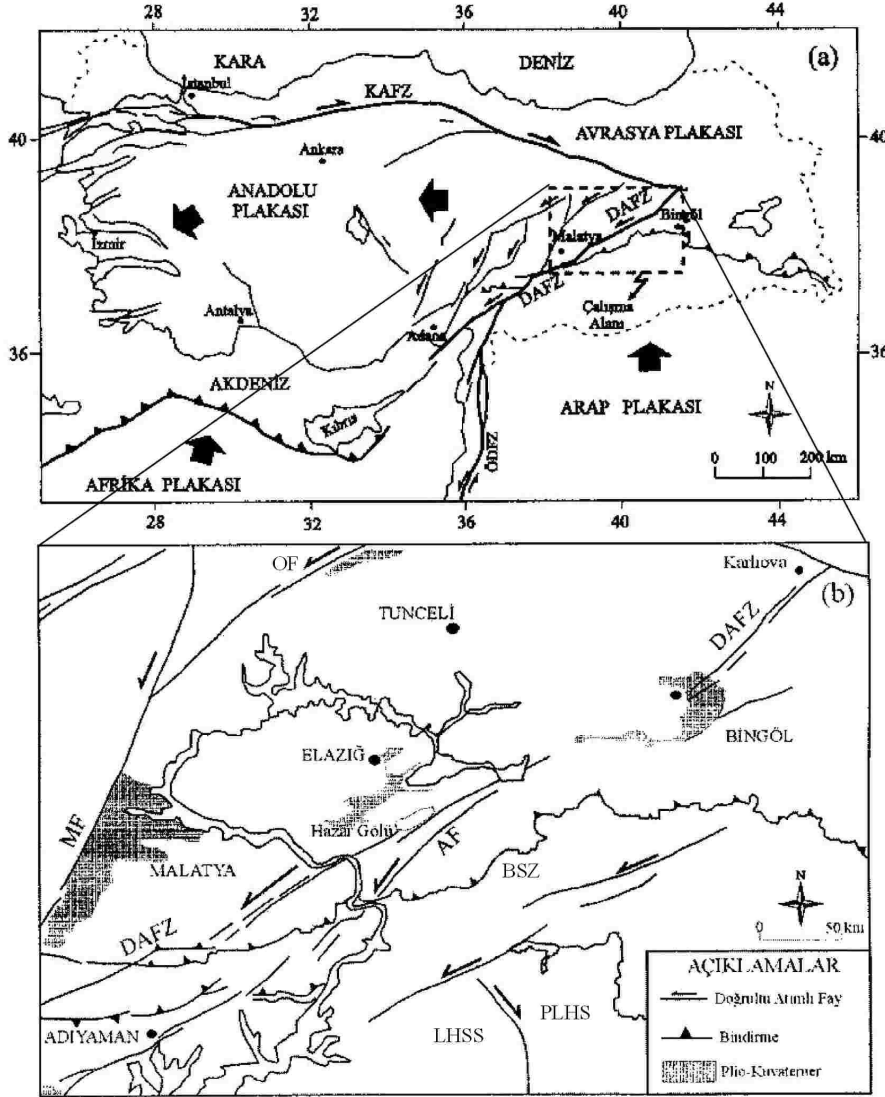 28 32 36 40 44
(a)
KARA DENİZ
İstanbul
KAFZ
40 40
AVRASYA PLAKASI
Ankara
ANADOLU
PLAKASI
DAFZ
Bingöl
Malatya
İzmir
DAFZ
Çalışma
Alanı
Antalya
Adana
36 36
AKDENİZ
Kıbrıs
ARAP PLAKASI
N
ÖDFZ
0 100 200 km
AFRİKA PLAKASI
28 32 36 40 44
OF
Karlıova
(b)
TUNCELİ
DAFZ
BİNGÖL
ELAZIĞ
Hazar Gölü
MF
AF
MALATYA
BSZ
N
DAFZ
0 50 km
AÇIKLAMALAR
Doğrultu Atımlı Fay
PLHS
LHSS
ADIYAMAN
Bindirme
Plio-Kuvaterner